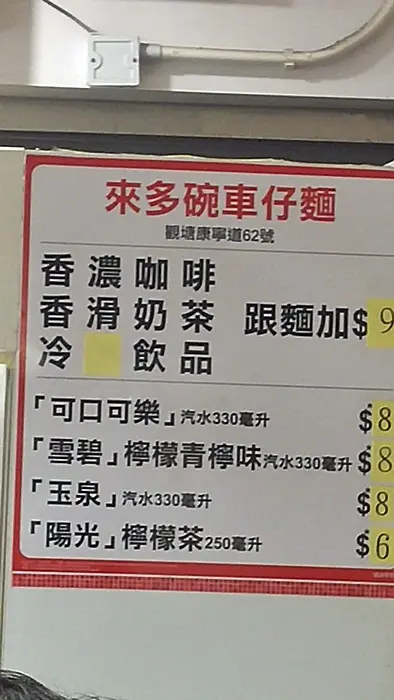 來多碗車仔麵
觀塘康寧道62號
香濃咖啡
香滑奶茶 跟麵加$9
冷 飲品
「可口可樂」汽水330毫升 $8
「雪碧」檸檬青檸味汽水330毫升 $8
「玉泉」汽水330毫升 $8
「陽光」檸檬茶250毫升 $6